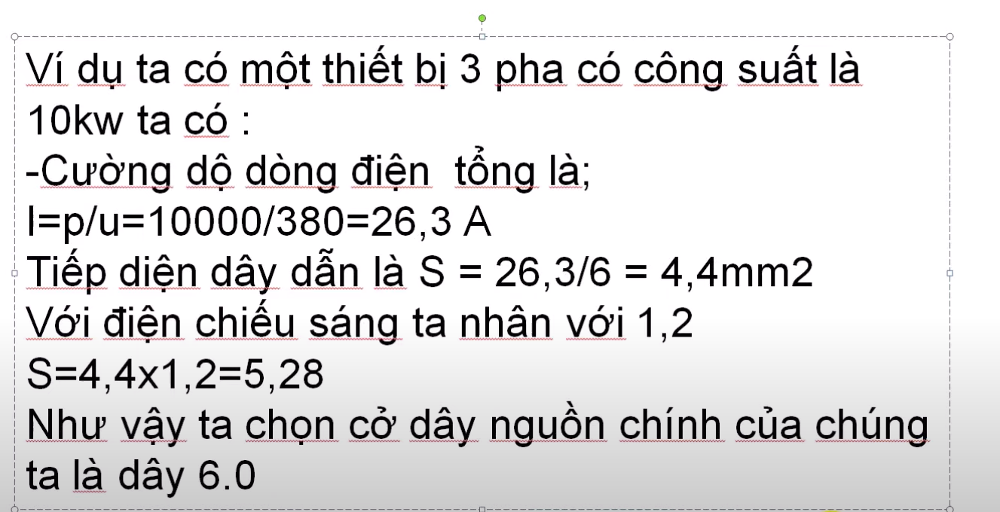 Ví dụ ta có một thiết bị 3 pha có công suất là
10kw ta có :
-Cường dộ dòng điện  tổng là;
I=p/u=10000/380=26,3 A
Tiếp diện dây dẫn là S = 26,3/6 = 4,4mm2
Với điện chiếu sáng ta nhân với 1,2
S=4,4x1,2=5,28
Như vậy ta chọn cở dây nguồn chính của chúng
ta là dây 6.0